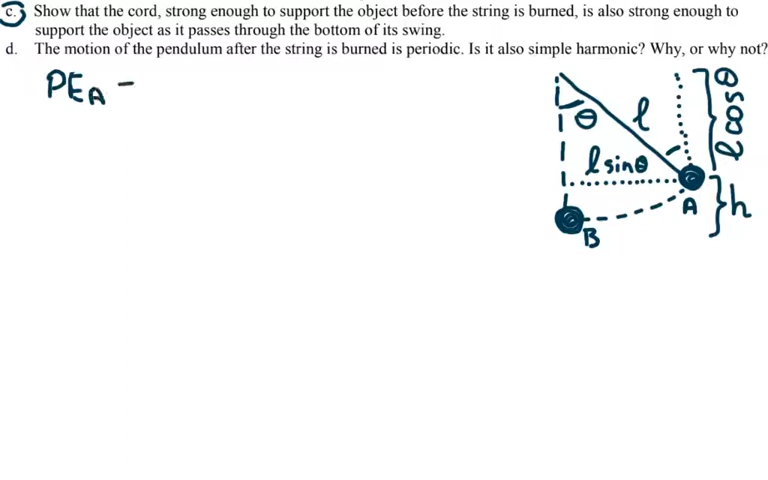 c. Show that the cord, strong enough to support the object before the string is burned, is also strong enough to
support the object as it passes through the bottom of its swing.
d. The motion of the pendulum after the string is burned is periodic. Is it also simple harmonic? Why, or why not?
PE_A -
θ
l
l cosθ
l sinθ
A
h
B